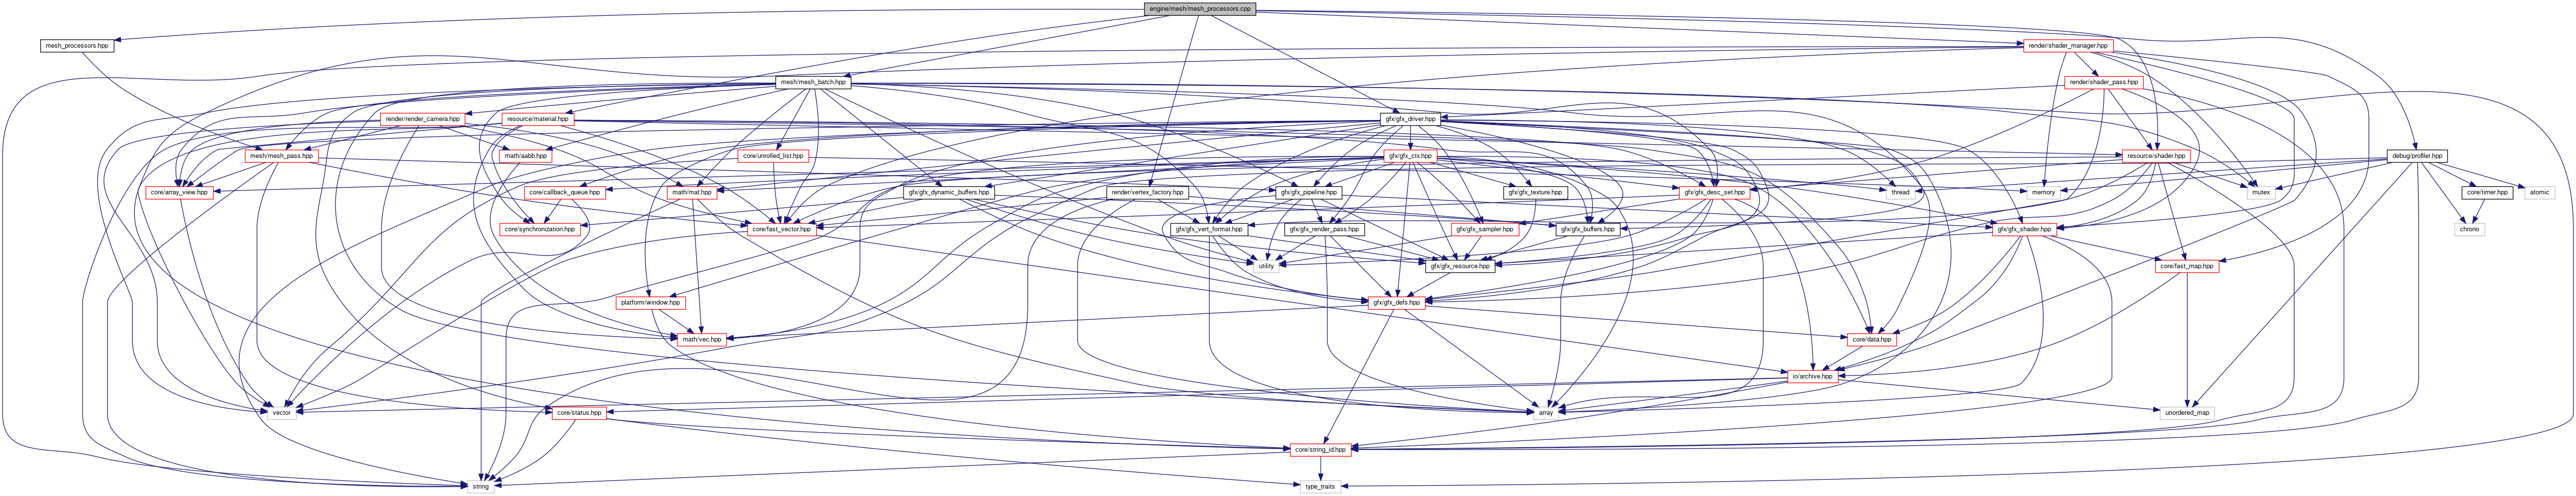 engine/mesh/mesh_processors.cpp
mesh_processors.hpp
render/shader_manager.hpp
mesh/mesh_batch.hpp
render/shader_pass.hpp
render/render_camera.hpp
resource/material.hpp
gfx/gfx_driver.hpp
mesh/mesh_pass.hpp
math/aabb.hpp
core/unrolled_list.hpp
gfx/gfx_ctx.hpp
resource/shader.hpp
debug/profiler.hpp
core/array_view.hpp
core/callback_queue.hpp
math/mat.hpp
gfx/gfx_dynamic_buffers.hpp
render/vertex_factory.hpp
gfx/gfx_pipeline.hpp
gfx/gfx_texture.hpp
gfx/gfx_desc_set.hpp
thread
memory
mutex
core/timer.hpp
atomic
core/synchronization.hpp
core/fast_vector.hpp
gfx/gfx_vert_format.hpp
gfx/gfx_render_pass.hpp
gfx/gfx_sampler.hpp
gfx/gfx_buffers.hpp
gfx/gfx_shader.hpp
chrono
utility
gfx/gfx_resource.hpp
core/fast_map.hpp
platform/window.hpp
gfx/gfx_defs.hpp
math/vec.hpp
core/data.hpp
io/archive.hpp
vector
core/status.hpp
array
unordered_map
core/string_id.hpp
string
type_traits